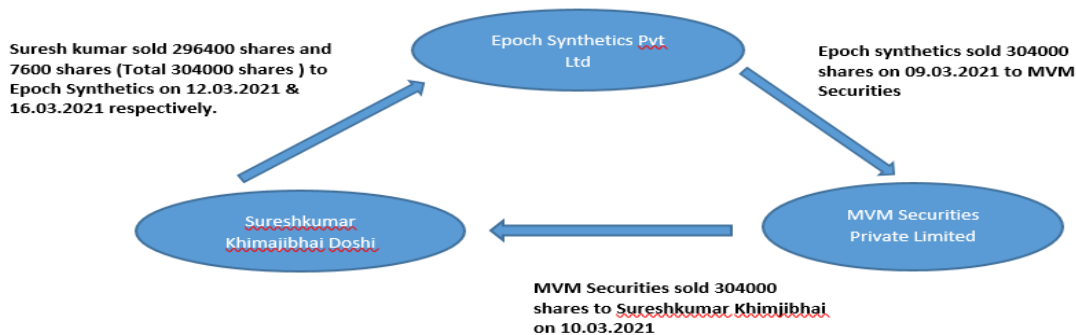 Suresh kumar sold 296400 shares and
7600 shares (Total 304000 shares ) to
Epoch Synthetics on 12.03.2021 &
16.03.2021 respectively.
Epoch Synthetics Pvt
Ltd
Epoch synthetics sold 304000
shares on 09.03.2021 to MVM
Securities
Sureshkumar
Khimajibhai Doshi
MVM Securities
Private Limited
MVM Securities sold 304000
shares to Sureshkumar Khimjibhai
on 10.03.2021